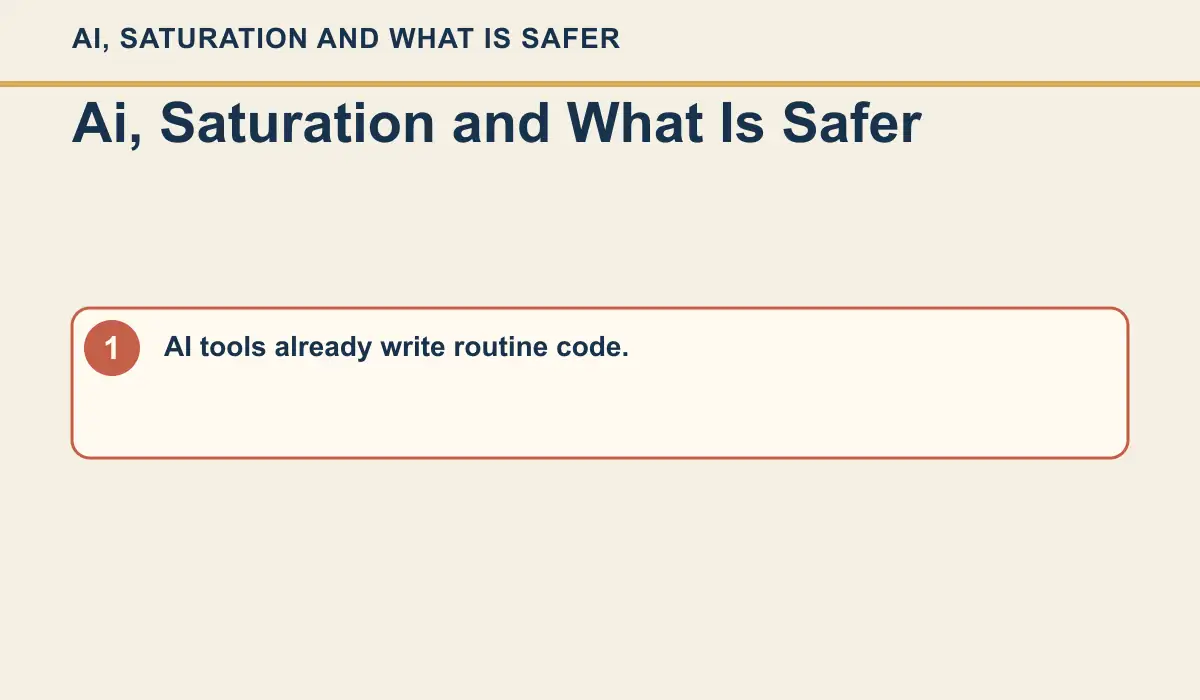 AI, SATURATION AND WHAT IS SAFER
Ai, Saturation and What Is Safer
1 AI tools already write routine code.